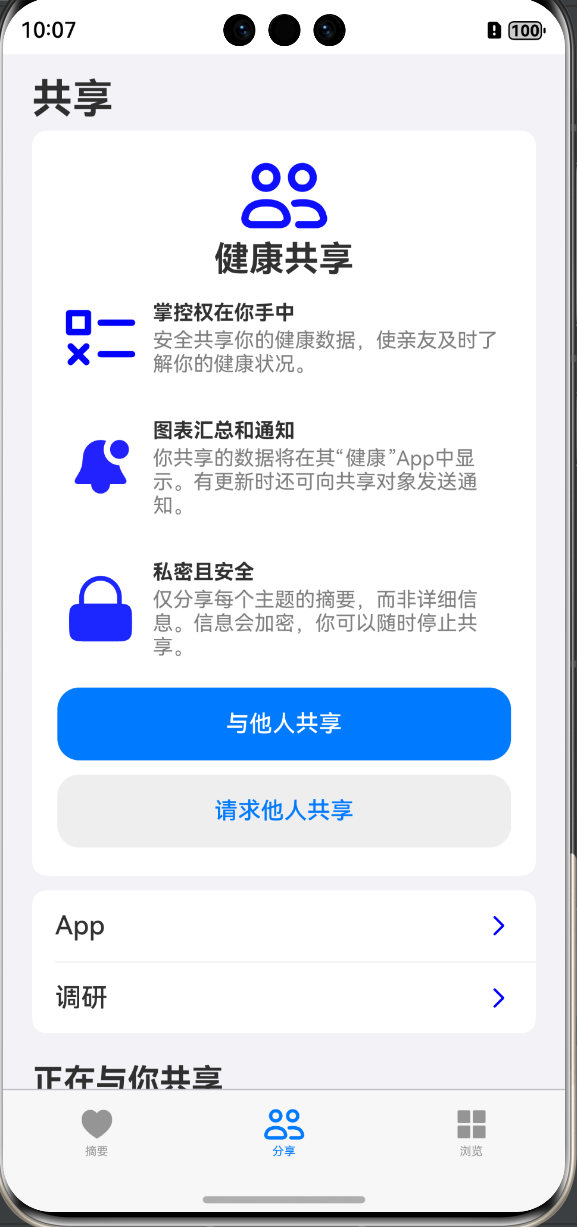 10:07
100
共享
健康共享
掌控权在你手中
安全共享你的健康数据，使亲友及时了
解你的健康状况。
图表汇总和通知
你共享的数据将在其“健康”App中显
示。有更新时还可向共享对象发送通
知。
私密且安全
仅分享每个主题的摘要，而非详细信
息。信息会加密，你可以随时停止共
享。
与他人共享
请求他人共享
App
调研
正在与你共享
摘要
分享
浏览